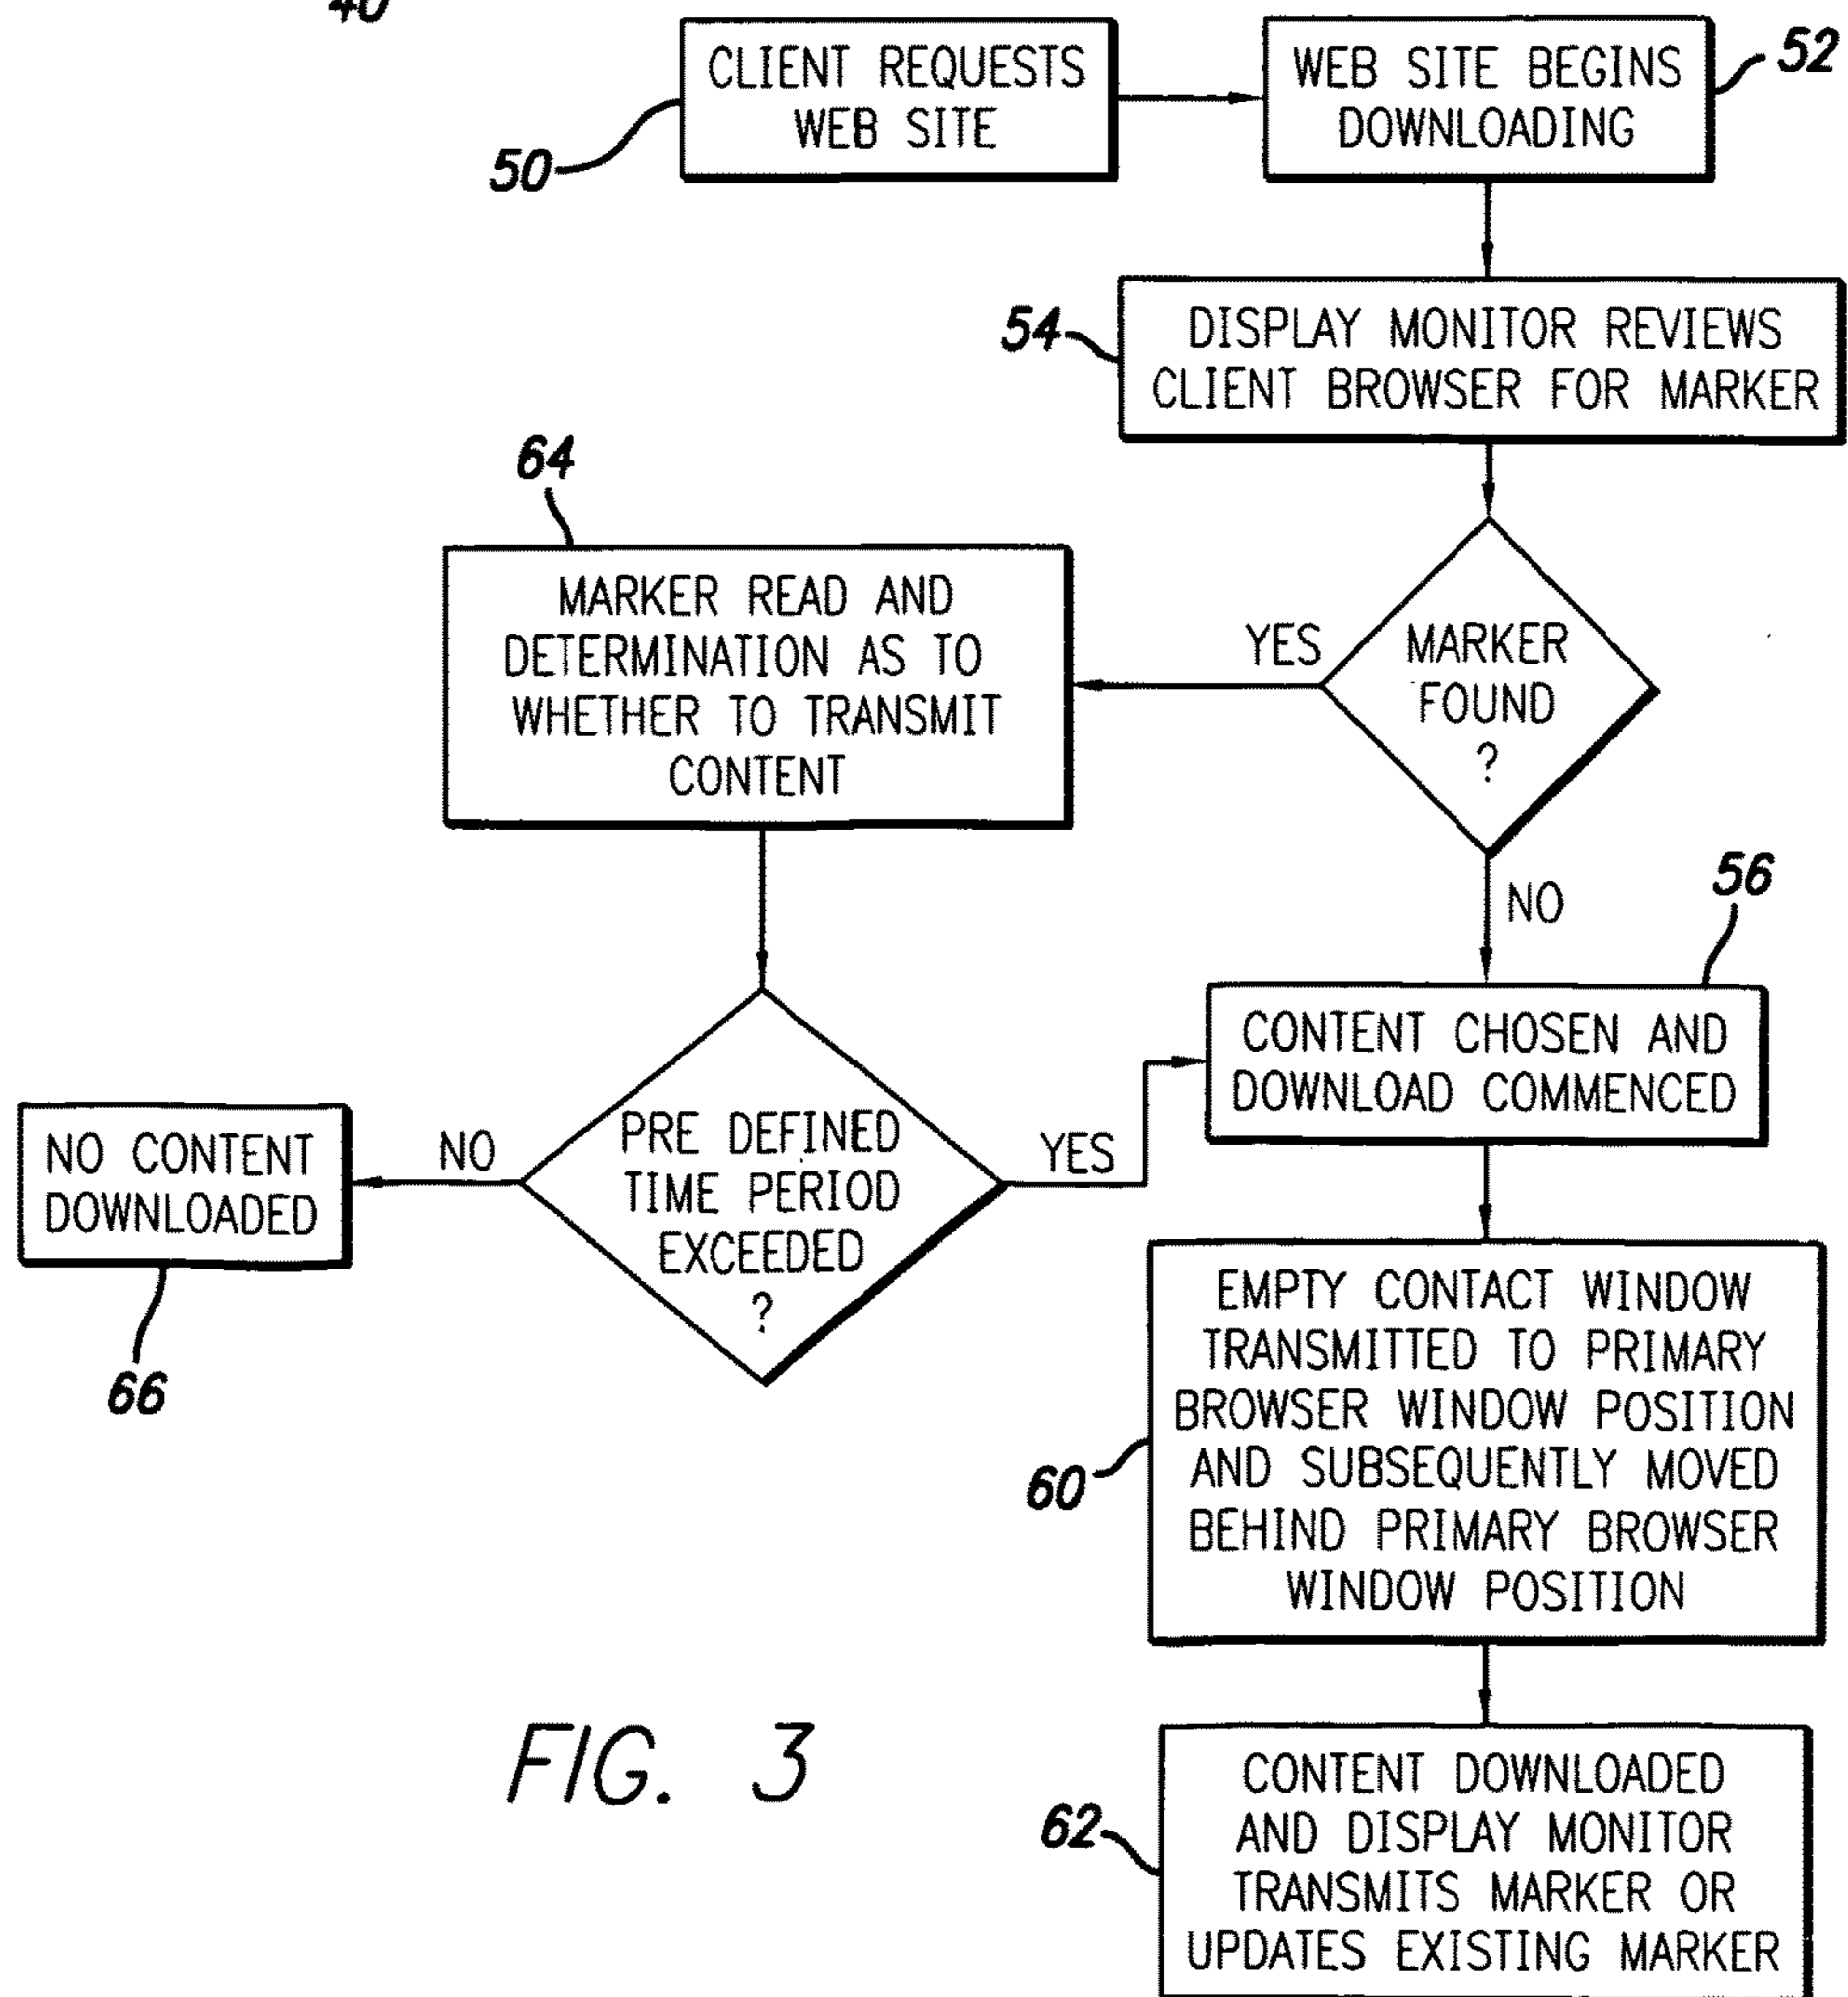 40
CLIENT REQUESTS
WEB SITE
50
WEB SITE BEGINS
DOWNLOADING
52
54
DISPLAY MONITOR REVIEWS
CLIENT BROWSER FOR MARKER
64
MARKER READ AND
DETERMINATION AS TO
WHETHER TO TRANSMIT
CONTENT
YES
MARKER
FOUND
?
NO
56
CONTENT CHOSEN AND
DOWNLOAD COMMENCED
NO CONTENT
DOWNLOADED
66
NO
PRE DEFINED
TIME PERIOD
EXCEEDED
?
YES
60
EMPTY CONTACT WINDOW
TRANSMITTED TO PRIMARY
BROWSER WINDOW POSITION
AND SUBSEQUENTLY MOVED
BEHIND PRIMARY BROWSER
WINDOW POSITION
FIG. 3
62
CONTENT DOWNLOADED
AND DISPLAY MONITOR
TRANSMITS MARKER OR
UPDATES EXISTING MARKER